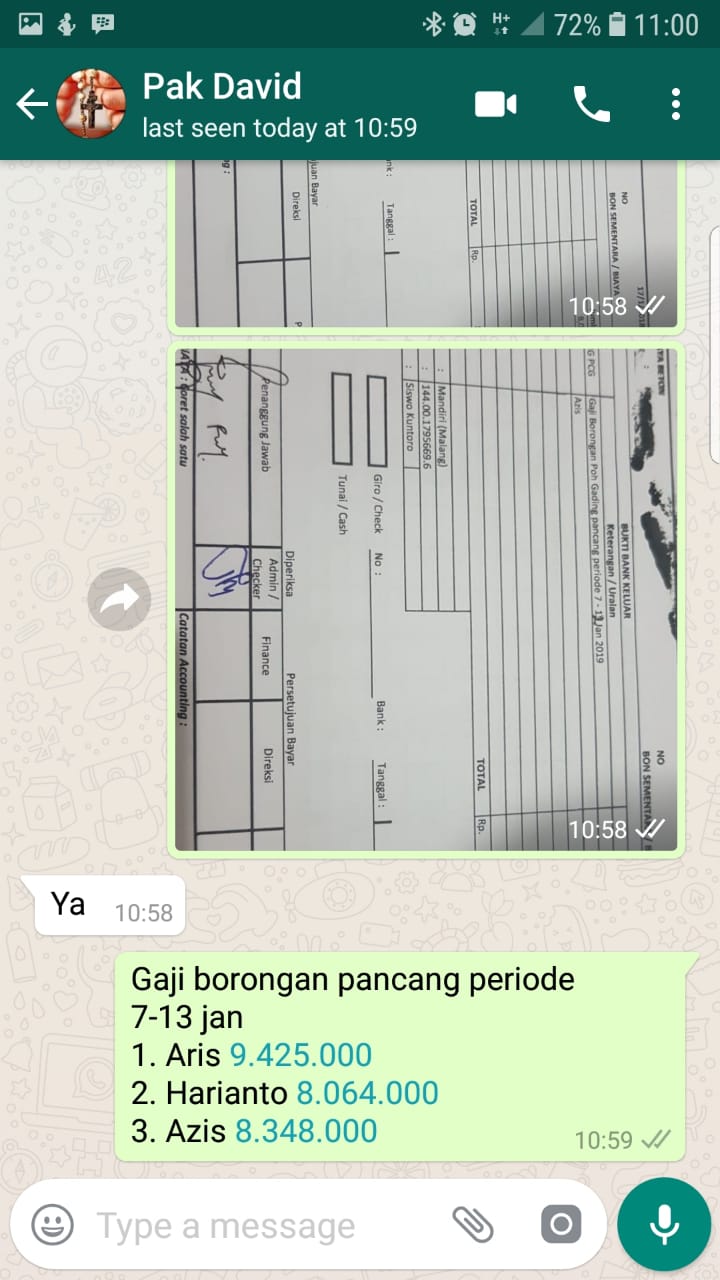 72% 11:00
Pak David
last seen today at 10:59
NO
BON SEMENTARA / BIAYA
TOTAL Rp.
Tanggal :
juan Bayar
Direksi
10:58
NO
BON SEMENTA
BUKTI BANK KELUAR
Keterangan / Uraian
G PCG Gaji Borongan Poh Gading pancang periode 7 - 13 Jan 2019
Azis
TOTAL Rp.
: Mandiri (Malang)
: 144.00.1795669.6
: Siswo Kuntoro
Giro / Check No : Bank : Tanggal :
Tunai / Cash
Diperiksa Persetujuan Bayar
Penanggung Jawab Admin / Checker Finance Direksi
Coret salah satu Catatan Accounting :
10:58
Ya 10:58
Gaji borongan pancang periode
7-13 jan
1. Aris 9.425.000
2. Harianto 8.064.000
3. Azis 8.348.000
10:59
Type a message